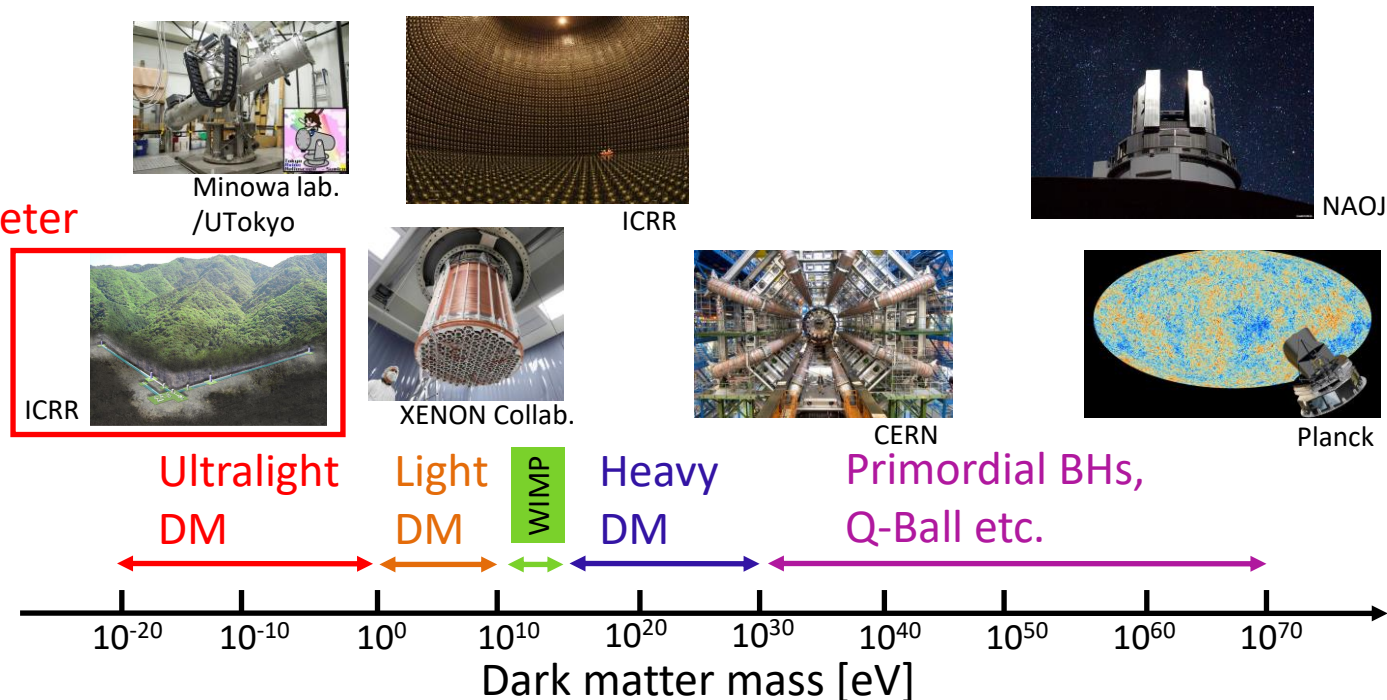 Minowa lab.
/UTokyo
ICRR
NAOJ
eter
ICRR
XENON Collab.
CERN
Planck
Ultralight
DM
Light
DM
WIMP
Heavy
DM
Primordial BHs,
Q-Ball etc.
10⁻²⁰ 10⁻¹⁰ 10⁰ 10¹⁰ 10²⁰ 10³⁰ 10⁴⁰ 10⁵⁰ 10⁶⁰ 10⁷⁰
Dark matter mass [eV]